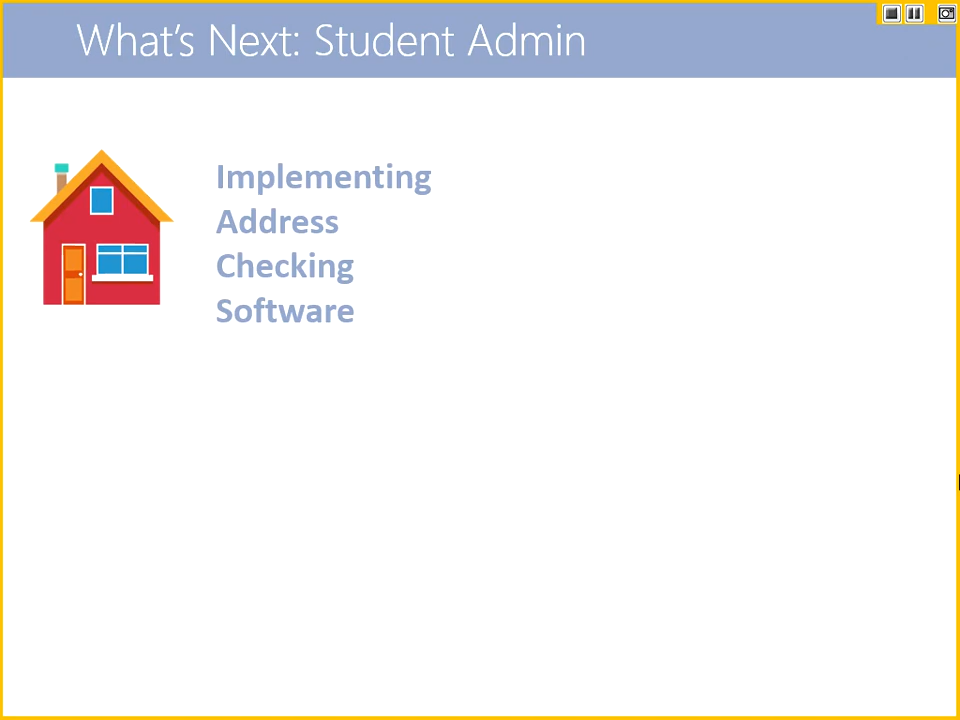 What's Next: Student Admin
Implementing
Address
Checking
Software